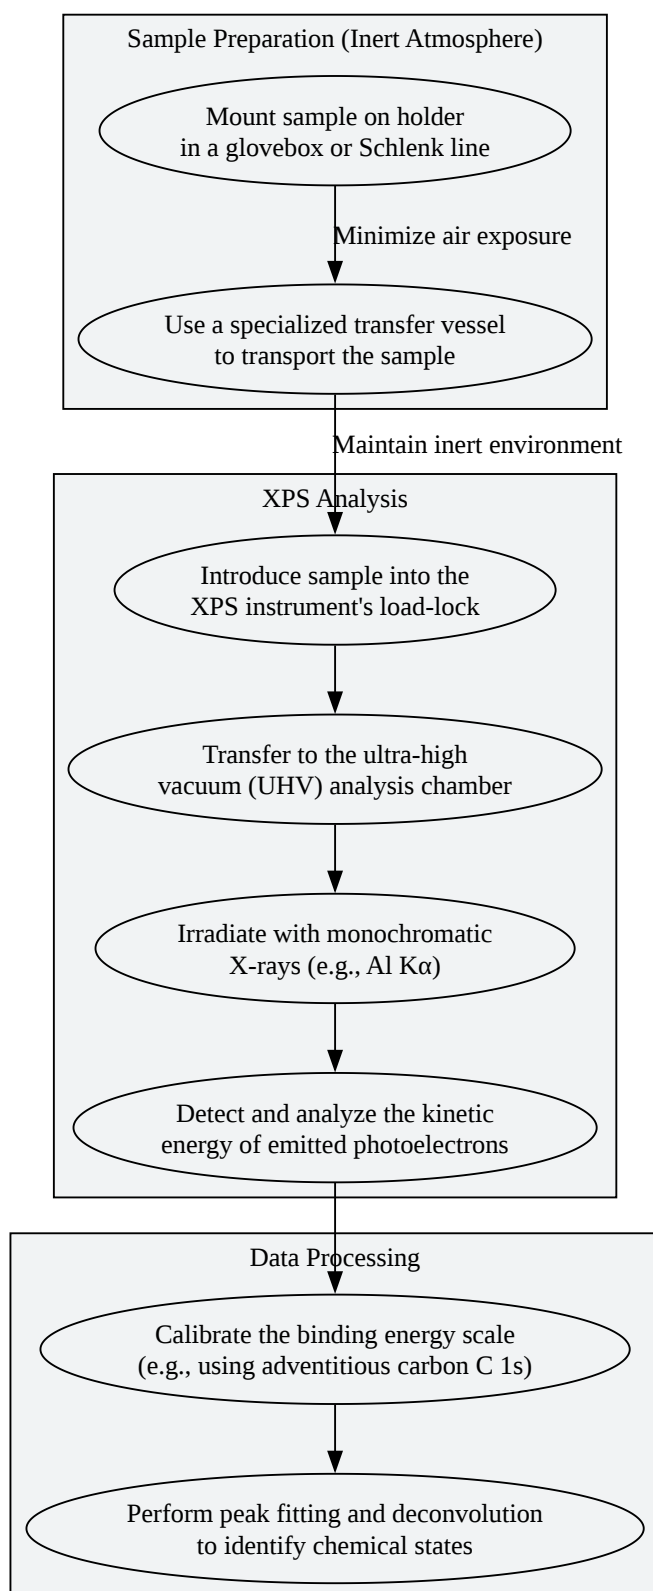 Sample Preparation (Inert Atmosphere)
Mount sample on holder
in a glovebox or Schlenk line
Minimize air exposure
Use a specialized transfer vessel
to transport the sample
Maintain inert environment
XPS Analysis
Introduce sample into the
XPS instrument's load-lock
Transfer to the ultra-high
vacuum (UHV) analysis chamber
Irradiate with monochromatic
X-rays (e.g., Al Kα)
Detect and analyze the kinetic
energy of emitted photoelectrons
Data Processing
Calibrate the binding energy scale
(e.g., using adventitious carbon C 1s)
Perform peak fitting and deconvolution
to identify chemical states